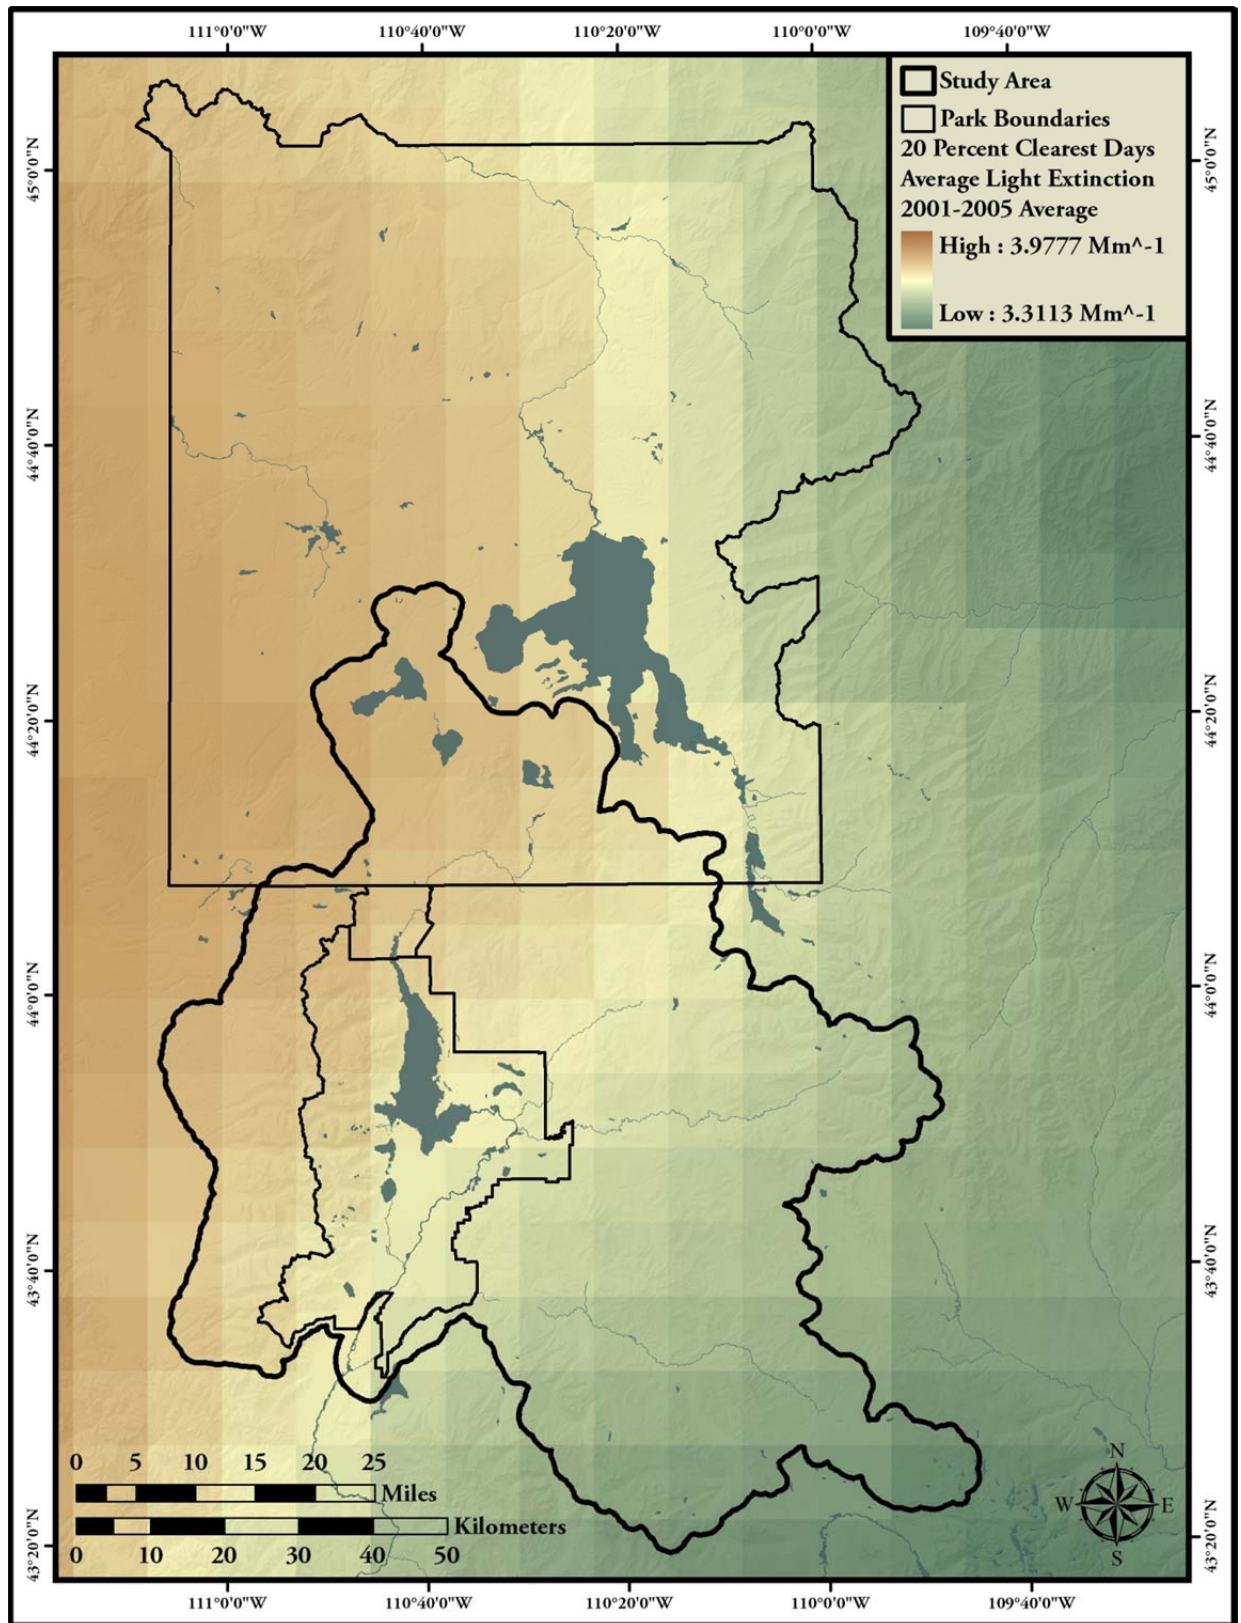 111°0'0"W 110°40'0"W 110°20'0"W 110°0'0"W 109°40'0"W
Study Area
Park Boundaries
20 Percent Clearest Days
Average Light Extinction
2001-2005 Average
High : 3.9777 Mm^-1
Low : 3.3113 Mm^-1
45°0'0"N 45°0'0"N
44°40'0"N 44°40'0"N
44°20'0"N 44°20'0"N
44°0'0"N 44°0'0"N
43°40'0"N 43°40'0"N
43°20'0"N 43°20'0"N
0 5 10 15 20 25
Miles
Kilometers
0 10 20 30 40 50
N
W E
S
111°0'0"W 110°40'0"W 110°20'0"W 110°0'0"W 109°40'0"W